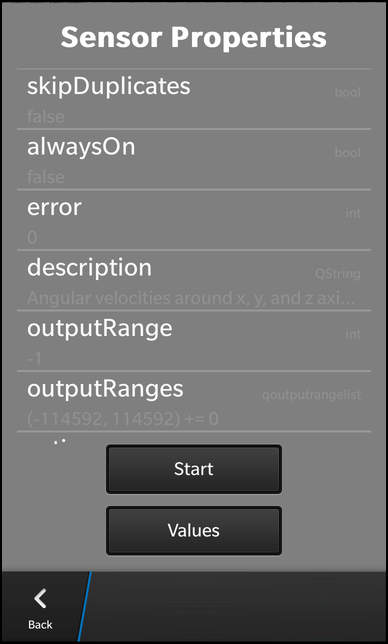 Sensor Properties
skipDuplicates bool
false
alwaysOn bool
false
error int
0
description QString
Angular velocities around x, y, and z axi...
outputRange int
-1
outputRanges qoutputrangelist
(-114592, 114592) += 0
Start
Values
Back